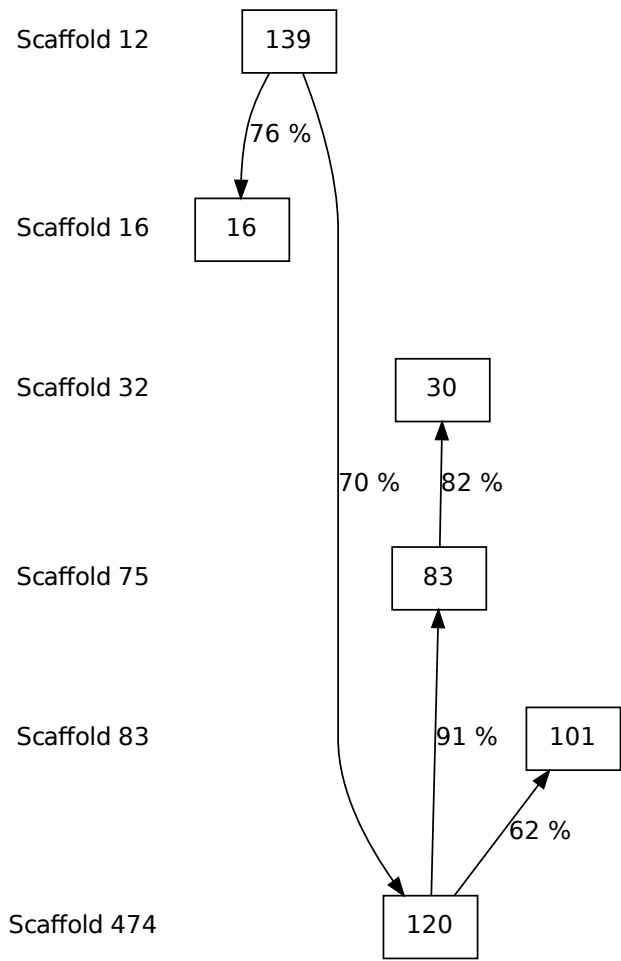 Scaffold 12
139
76 %
Scaffold 16
16
Scaffold 32
30
70 %
82 %
Scaffold 75
83
Scaffold 83
91 %
101
62 %
Scaffold 474
120